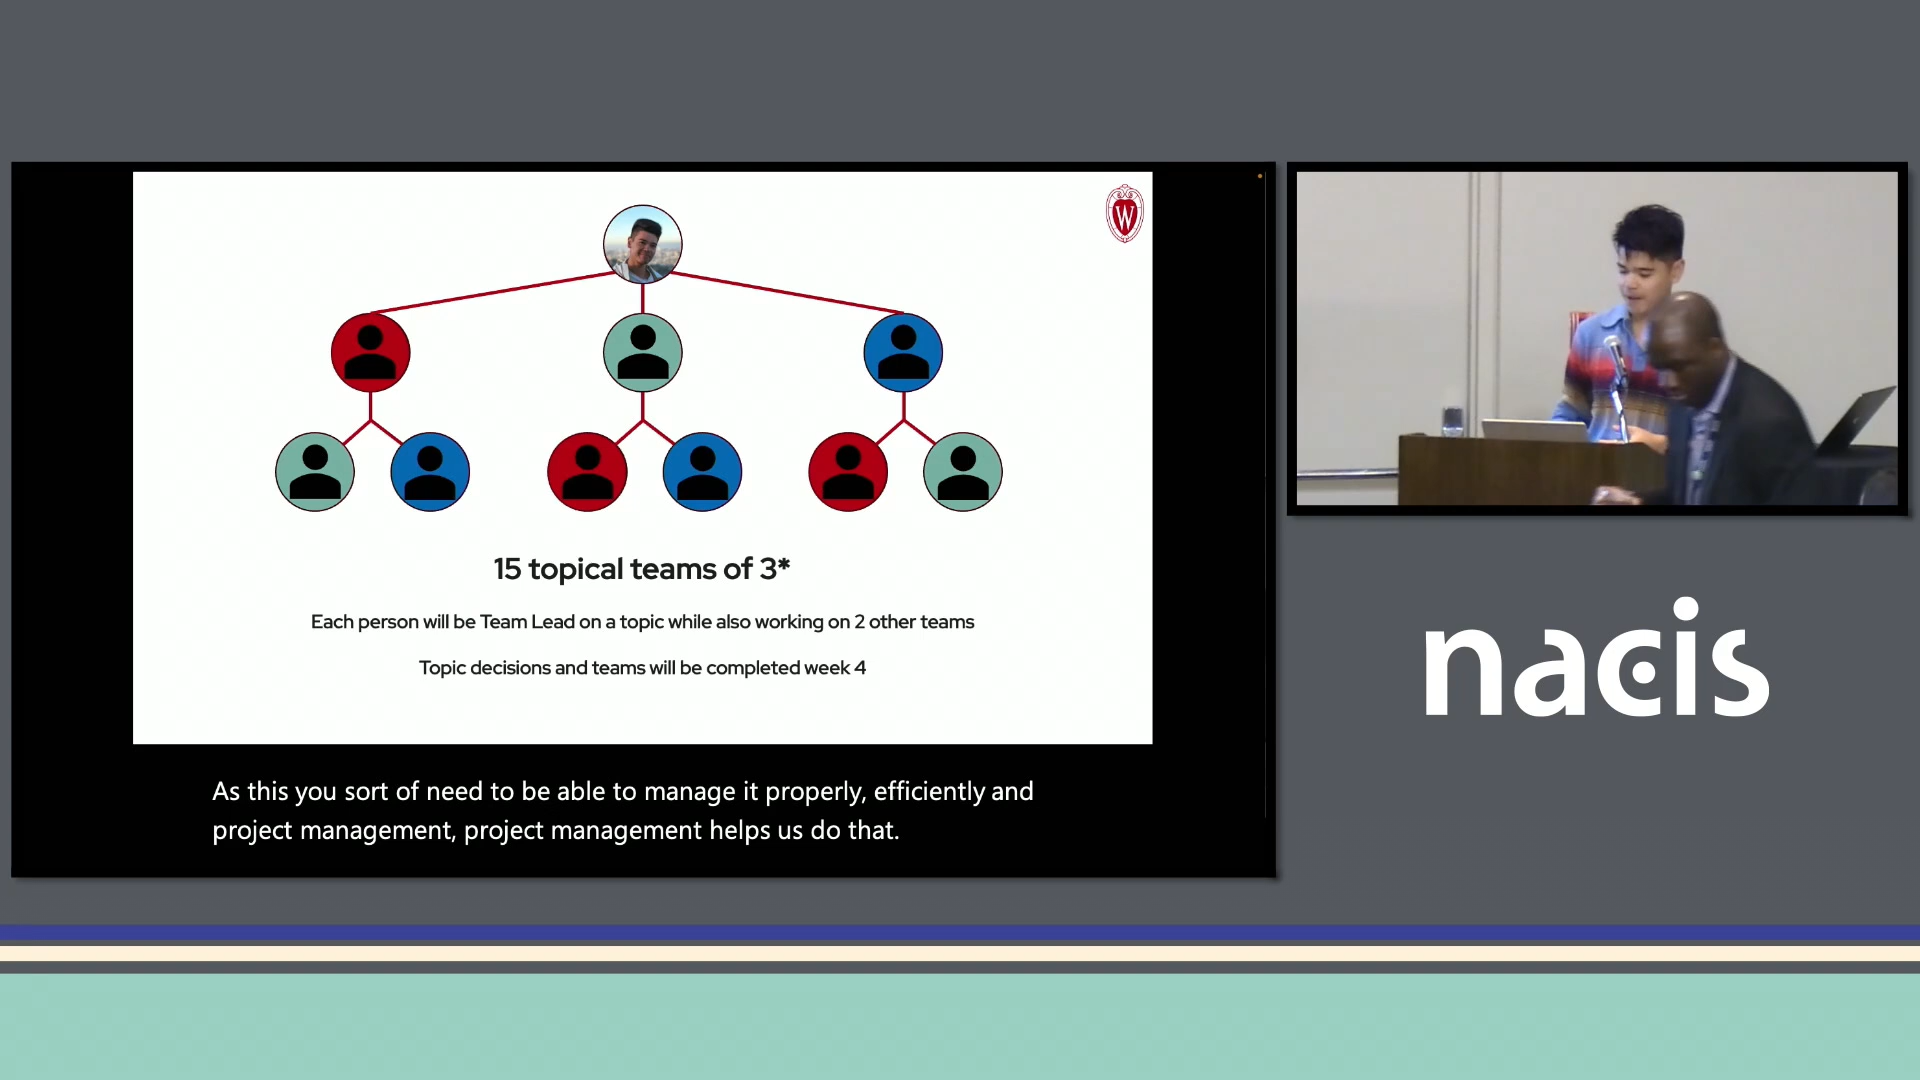 W
15 topical teams of 3*
Each person will be Team Lead on a topic while also working on 2 other teams
Topic decisions and teams will be completed week 4
As this you sort of need to be able to manage it properly, efficiently and
project management, project management helps us do that.
nacis